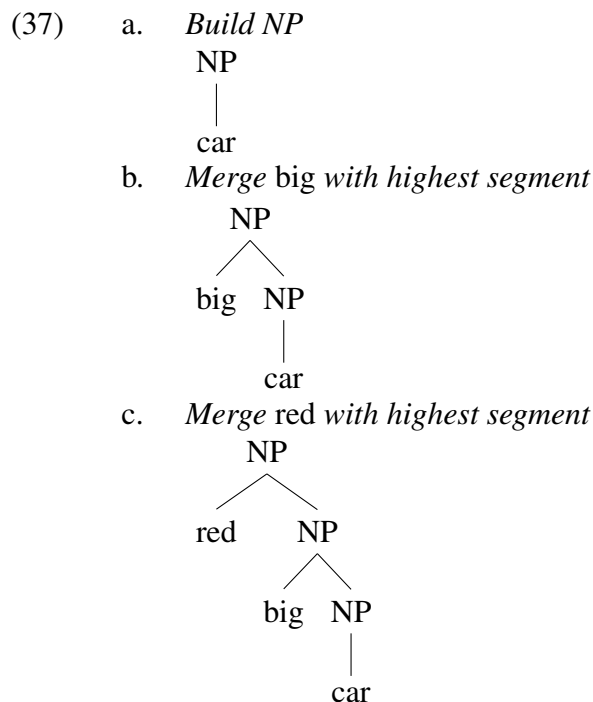 (37) a. Build NP
NP
car
b. Merge big with highest segment
NP
big NP
car
c. Merge red with highest segment
NP
red NP
big NP
car